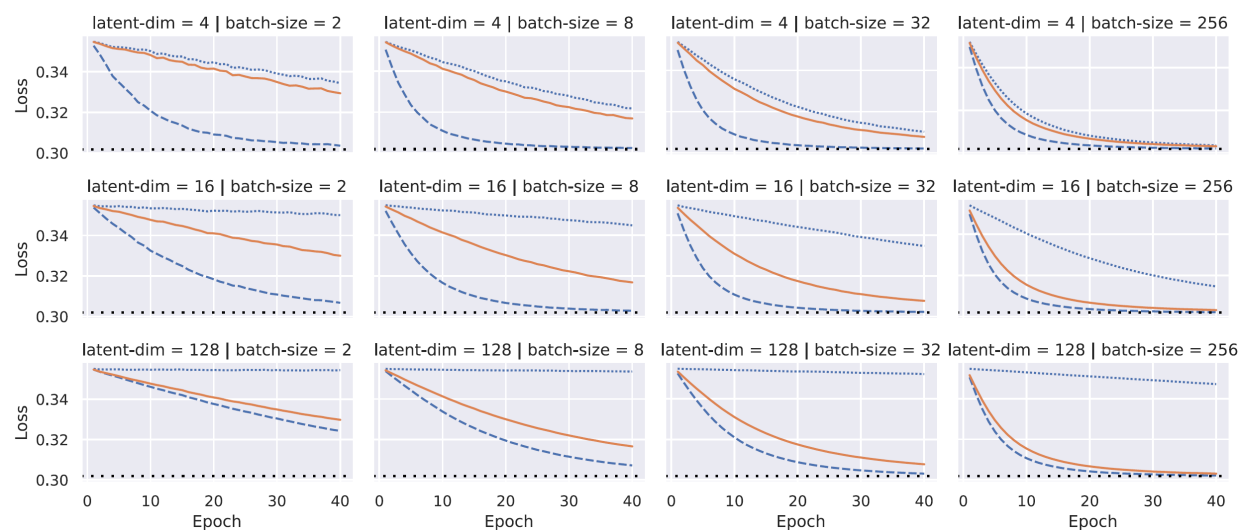 latent-dim = 4 | batch-size = 2
latent-dim = 4 | batch-size = 8
latent-dim = 4 | batch-size = 32
latent-dim = 4 | batch-size = 256
Loss
0.34
0.32
0.30
latent-dim = 16 | batch-size = 2
latent-dim = 16 | batch-size = 8
latent-dim = 16 | batch-size = 32
latent-dim = 16 | batch-size = 256
Loss
0.34
0.32
0.30
latent-dim = 128 | batch-size = 2
latent-dim = 128 | batch-size = 8
latent-dim = 128 | batch-size = 32
latent-dim = 128 | batch-size = 256
Loss
0.34
0.32
0.30
0 10 20 30 40
0 10 20 30 40
0 10 20 30 40
0 10 20 30 40
Epoch
Epoch
Epoch
Epoch